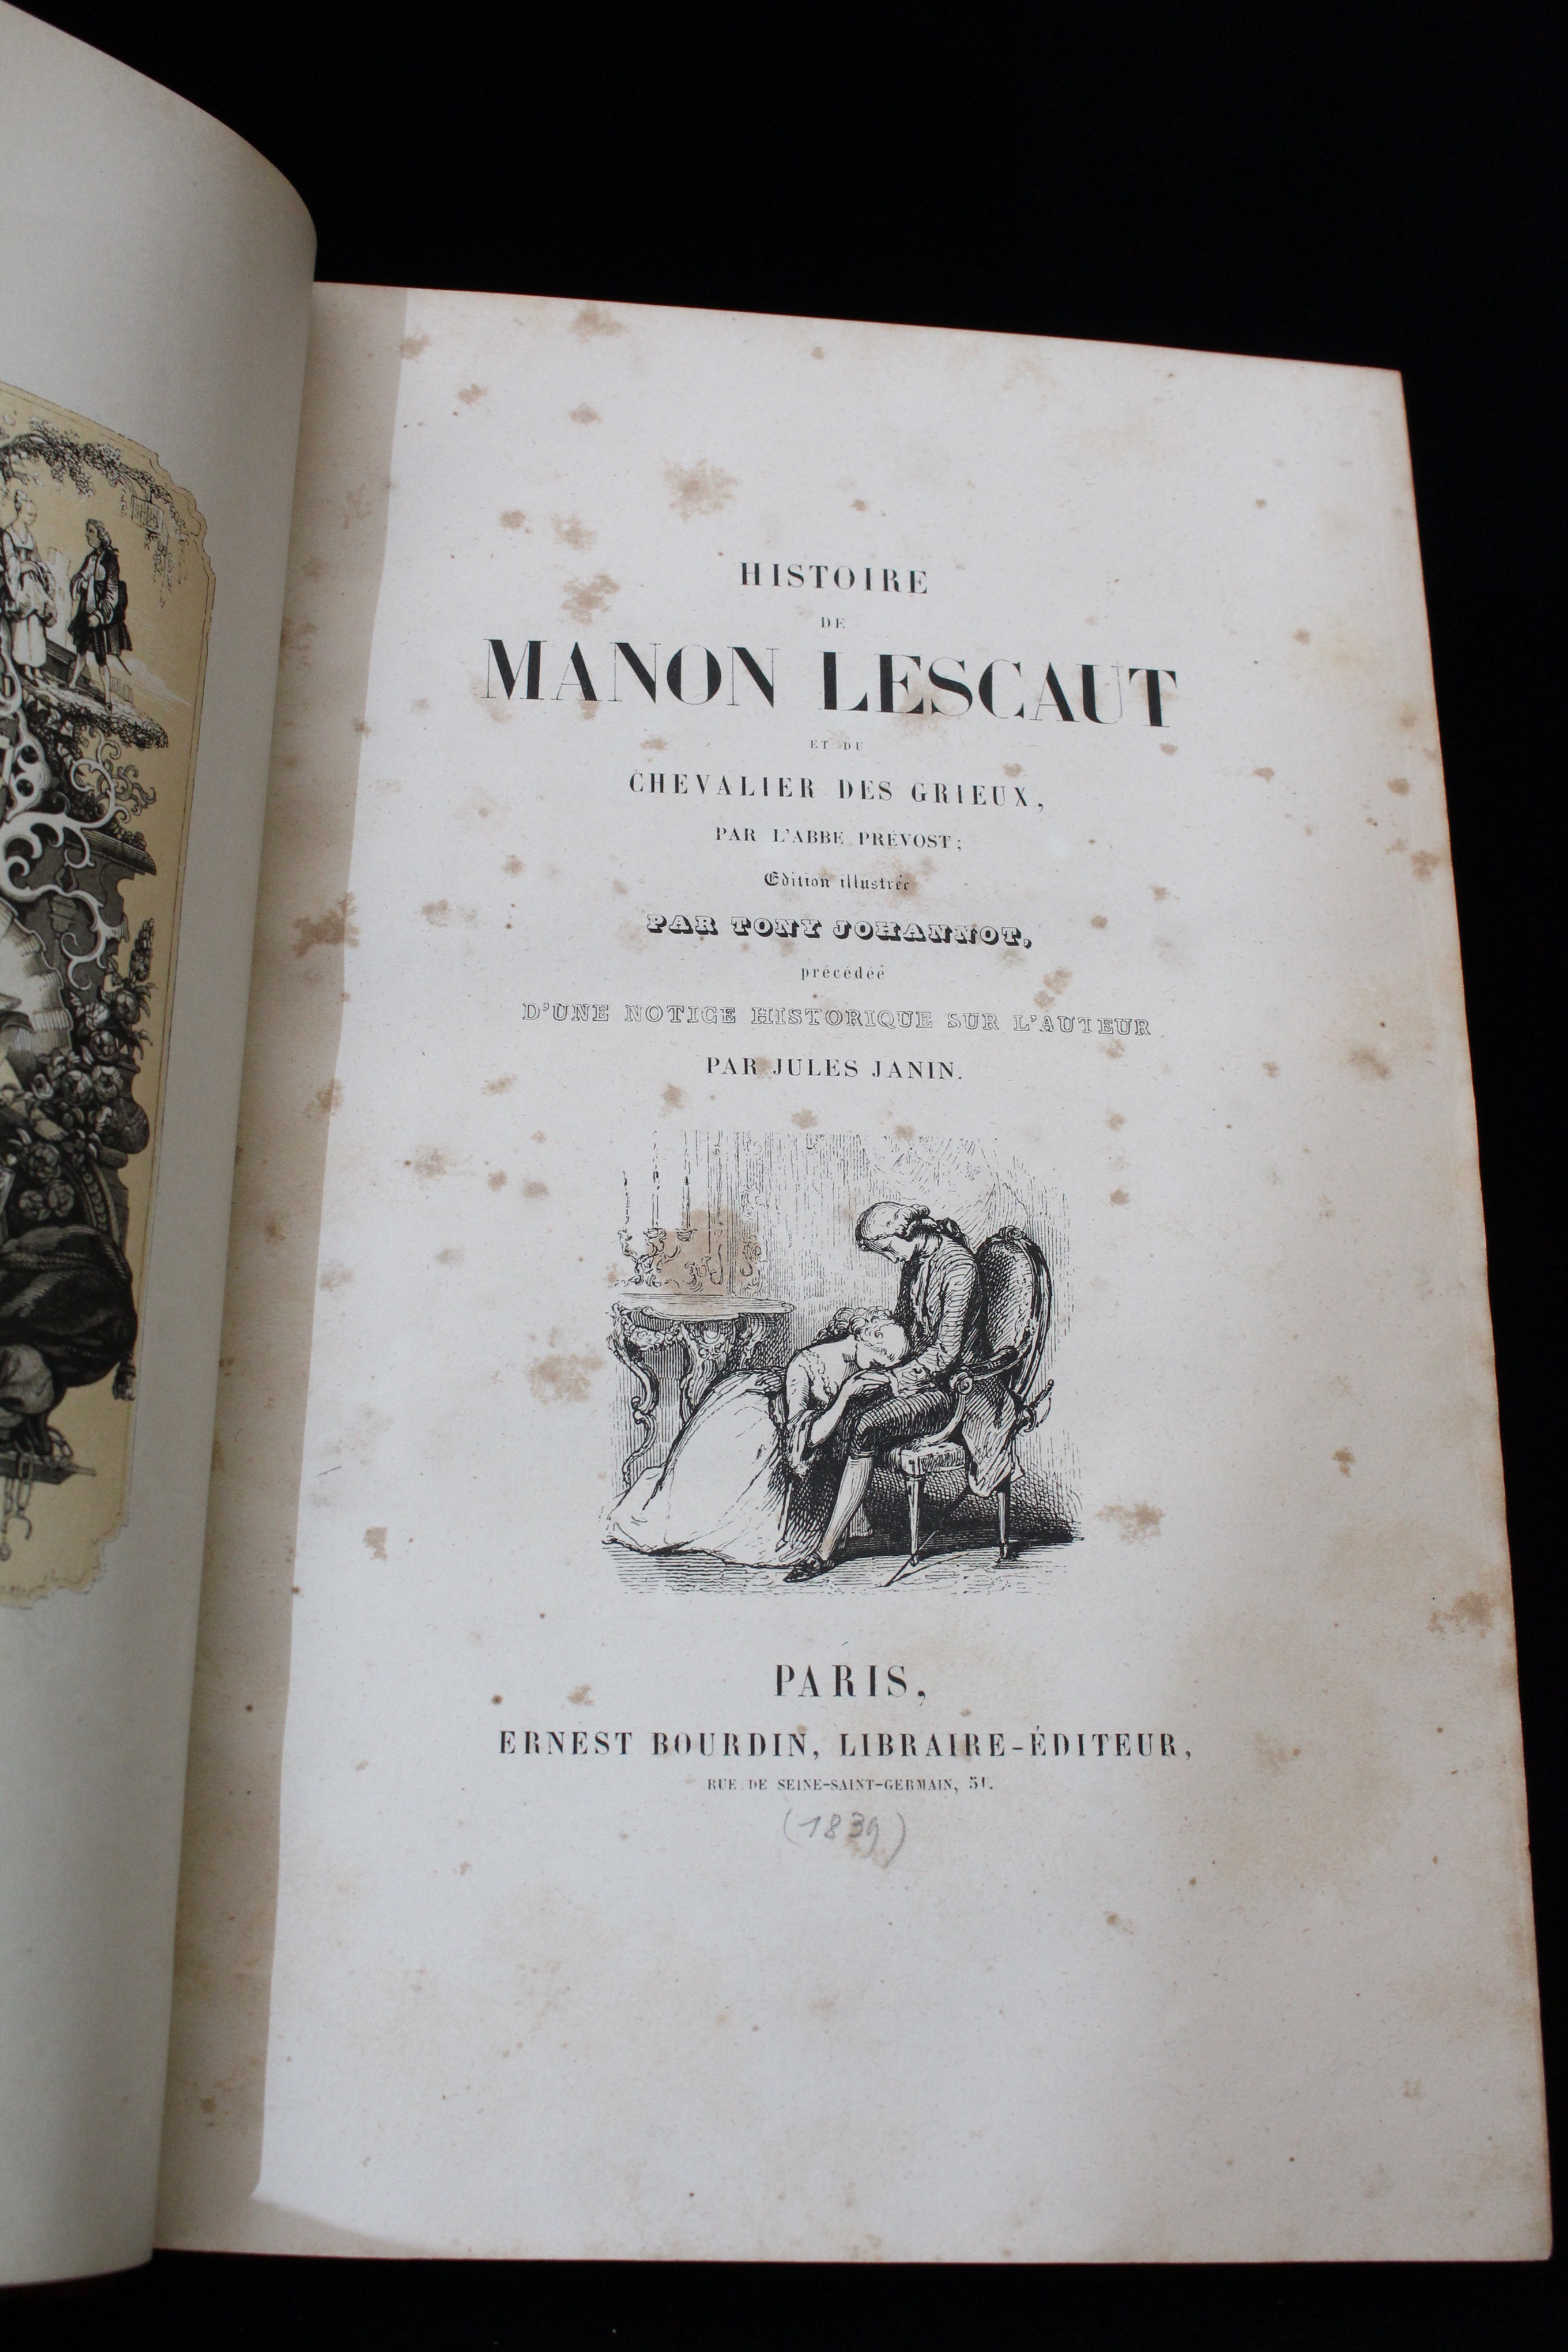 HISTOIRE
DE
MANON LESCAUT
ET DU
CHEVALIER DES GRIEUX,
PAR L'ABBÉ PRÉVOST;
Édition illustrée
PAR TONY JOHANNOT,
précédée
D'UNE NOTICE HISTORIQUE SUR L'AUTEUR
PAR JULES JANIN.
PARIS,
ERNEST BOURDIN, LIBRAIRE-ÉDITEUR,
RUE DE SEINE-SAINT-GERMAIN, 51.
(1839)